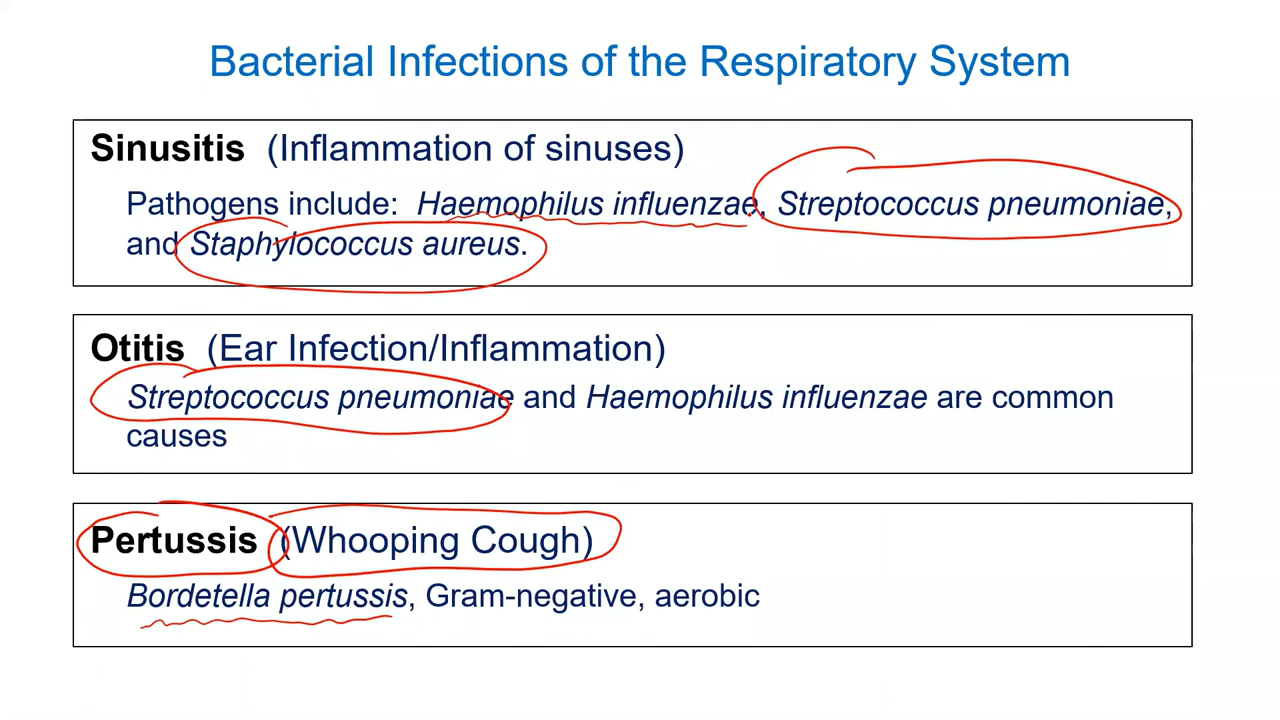 Bacterial Infections of the Respiratory System
Sinusitis (Inflammation of sinuses)
Pathogens include: Haemophilus influenzae, Streptococcus pneumoniae,
and Staphylococcus aureus.
Otitis (Ear Infection/Inflammation)
Streptococcus pneumoniae and Haemophilus influenzae are common
causes
Pertussis (Whooping Cough)
Bordetella pertussis, Gram-negative, aerobic